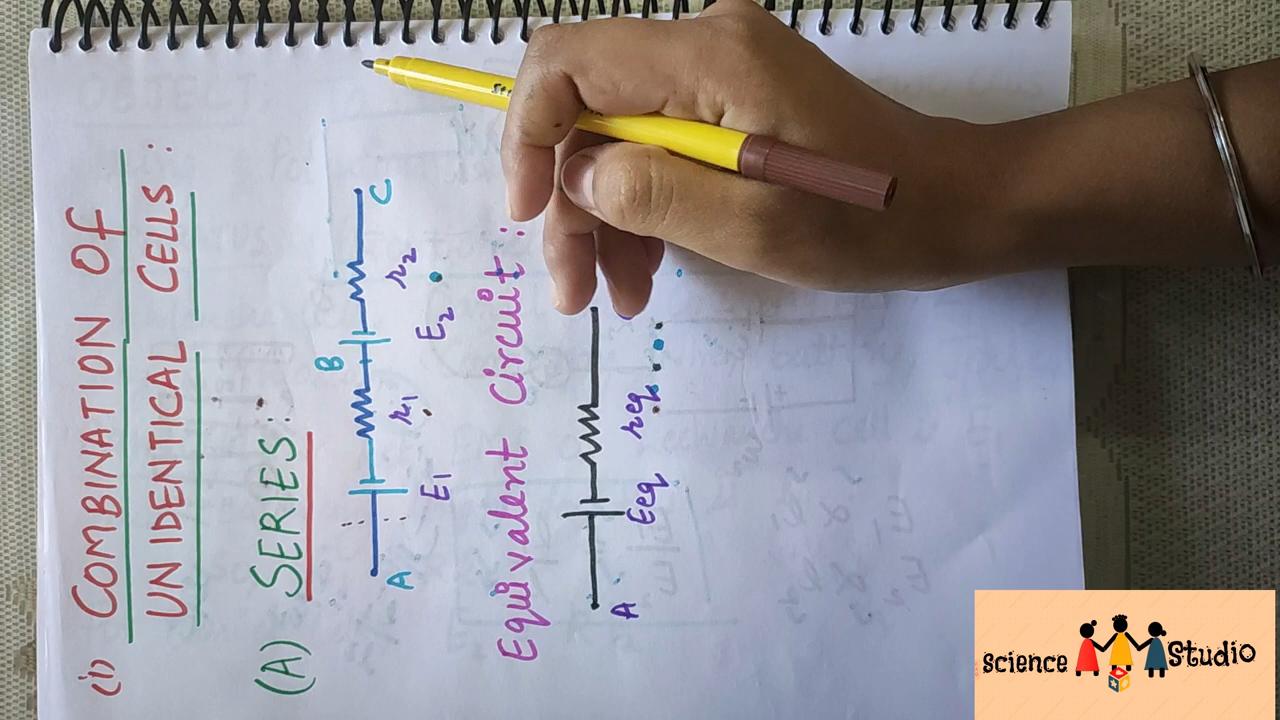 (i) COMBINATION Of
UNIDENTICAL CELLS:
(A) SERIES:
B
A C
E1 r1 E2 r2
Equivalent Circuit:
A Eeq req
Science Studio